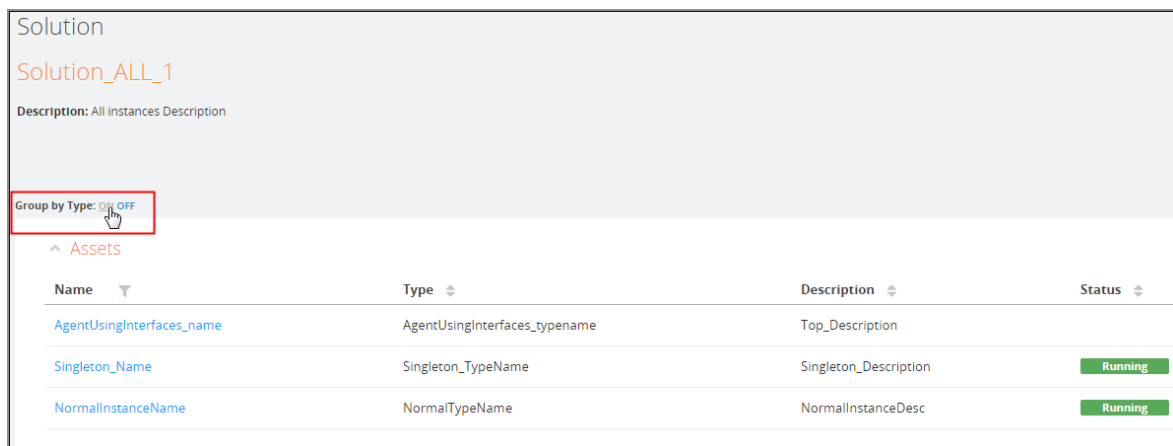 Solution
Solution_ALL_1
Description: All instances Description
Group by Type: ON OFF
Assets
Name Type Description Status
AgentUsingInterfaces_name AgentUsingInterfaces_typename Top_Description
Singleton_Name Singleton_TypeName Singleton_Description Running
NormalInstanceName NormalTypeName NormalInstanceDesc Running